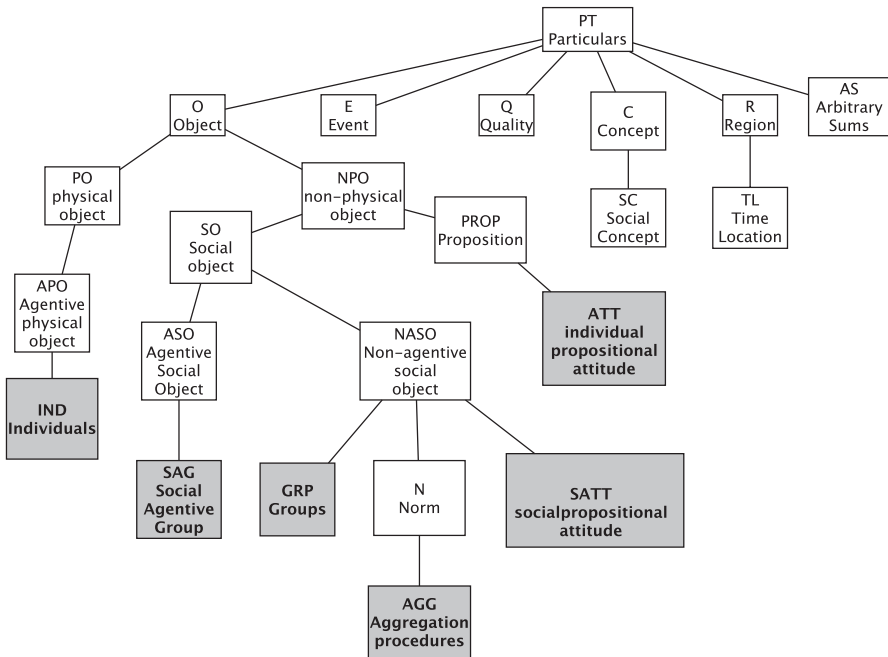 PT
Particulars
O
Object
E
Event
Q
Quality
C
Concept
R
Region
AS
Arbitrary
Sums
PO
physical
object
NPO
non-physical
object
SO
Social
object
PROP
Proposition
SC
Social
Concept
TL
Time
Location
APO
Agentive
physical
object
ASO
Agentive
Social
Object
NASO
Non-agentive
social
object
ATT
individual
propositional
attitude
IND
Individuals
SAG
Social
Agentive
Group
GRP
Groups
N
Norm
SATT
socialpropositional
attitude
AGG
Aggregation
procedures